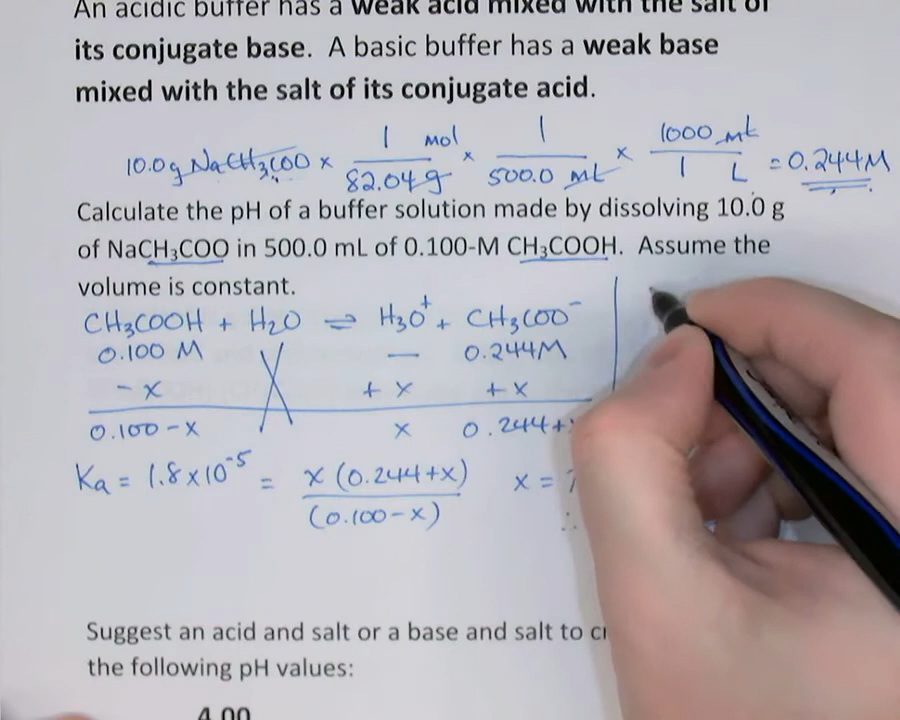 An acidic buffer has a weak acid mixed with the salt of
its conjugate base. A basic buffer has a weak base
mixed with the salt of its conjugate acid.
10.0g NaCH₃COO × 1 mol / 82.04g × 1 / 500.0 mL × 1000 mL / 1 L = 0.244M
Calculate the pH of a buffer solution made by dissolving 10.0 g
of NaCH₃COO in 500.0 mL of 0.100-M CH₃COOH. Assume the
volume is constant.
CH₃COOH + H₂O ⇌ H₃O⁺ + CH₃COO⁻
0.100 M — 0.244M
-x +x +x
0.100-x x 0.244+
Ka = 1.8×10⁻⁵ = x (0.244+x) / (0.100-x) x =
∴
Suggest an acid and salt or a base and salt to
the following pH values:
4.00